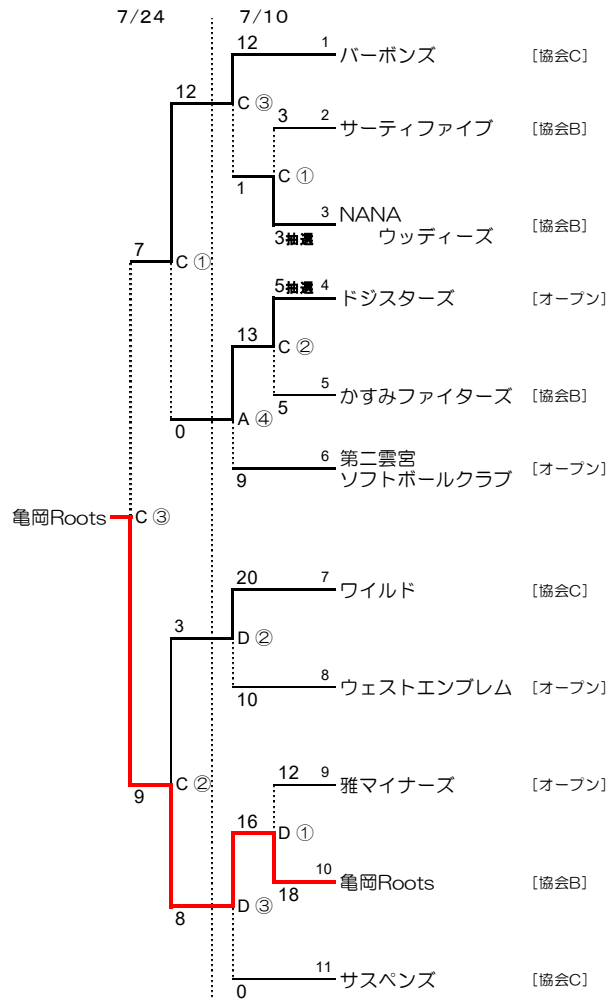 7/24 7/10
12 1 バーボンズ [協会C]
12 C ③
3 2 サーティファイブ [協会B]
1 C ①
3抽選 3 NANA
ウッディーズ [協会B]
7 C ①
5抽選 4 ドジスターズ [オープン]
13 C ②
5 5 かすみファイターズ [協会B]
0 A ④
9 6 第二雲宮
ソフトボールクラブ [オープン]
亀岡Roots C ③
20 7 ワイルド [協会C]
3 D ②
10 8 ウェストエンブレム [オープン]
9 C ②
12 9 雅マイナーズ [オープン]
16 D ①
18 10 亀岡Roots [協会B]
8 D ③
0 11 サスペンズ [協会C]